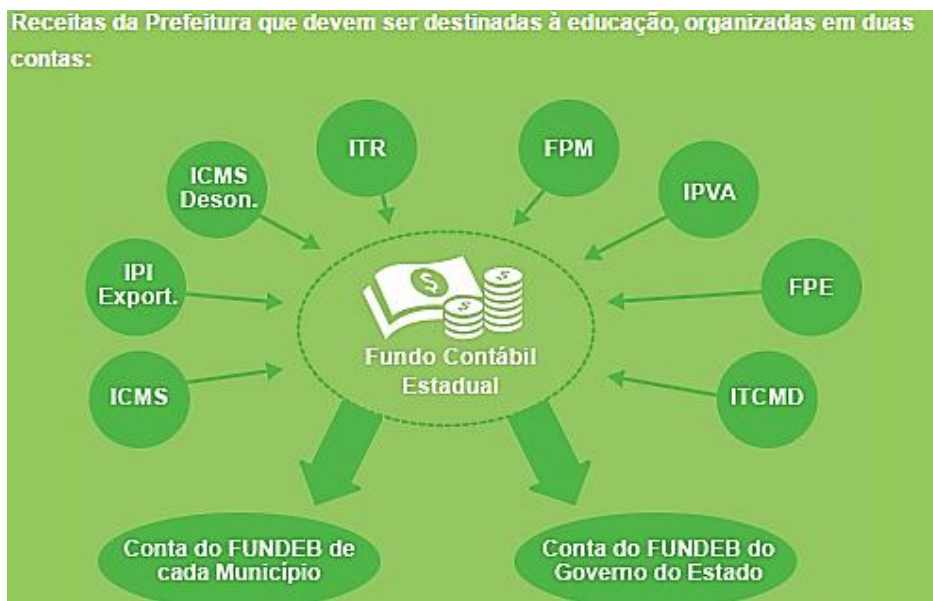 Receitas da Prefeitura que devem ser destinadas à educação, organizadas em duas
contas:
ITR
FPM
ICMS
Deson.
IPVA
IPI
Export.
FPE
Fundo Contábil
Estadual
ICMS
ITCMD
Conta do FUNDEB de
cada Município
Conta do FUNDEB do
Governo do Estado